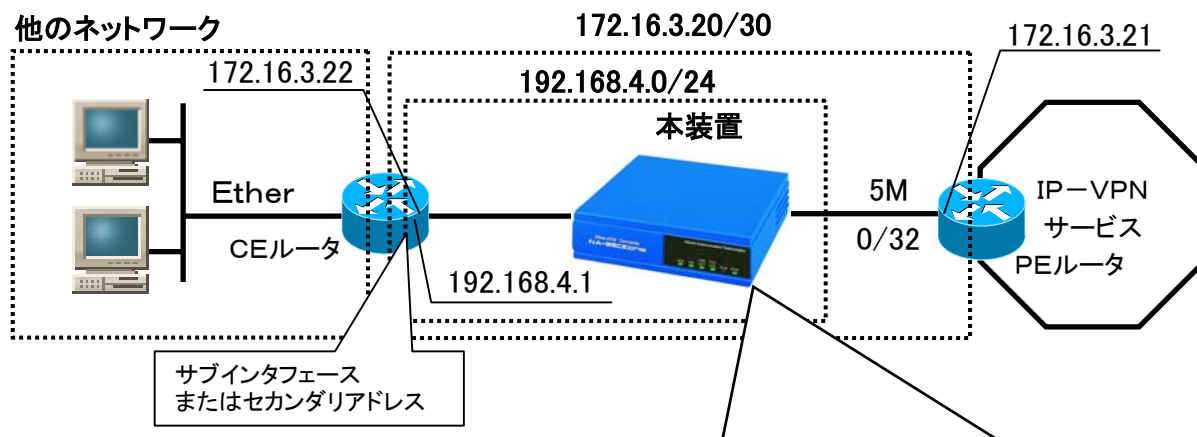 他のネットワーク
172.16.3.20/30
172.16.3.21
172.16.3.22
192.168.4.0/24
本装置
Ether
5M
IP－VPN
サービス
0/32
CEルータ
PEルータ
192.168.4.1
サブインタフェース
またはセカンダリアドレス